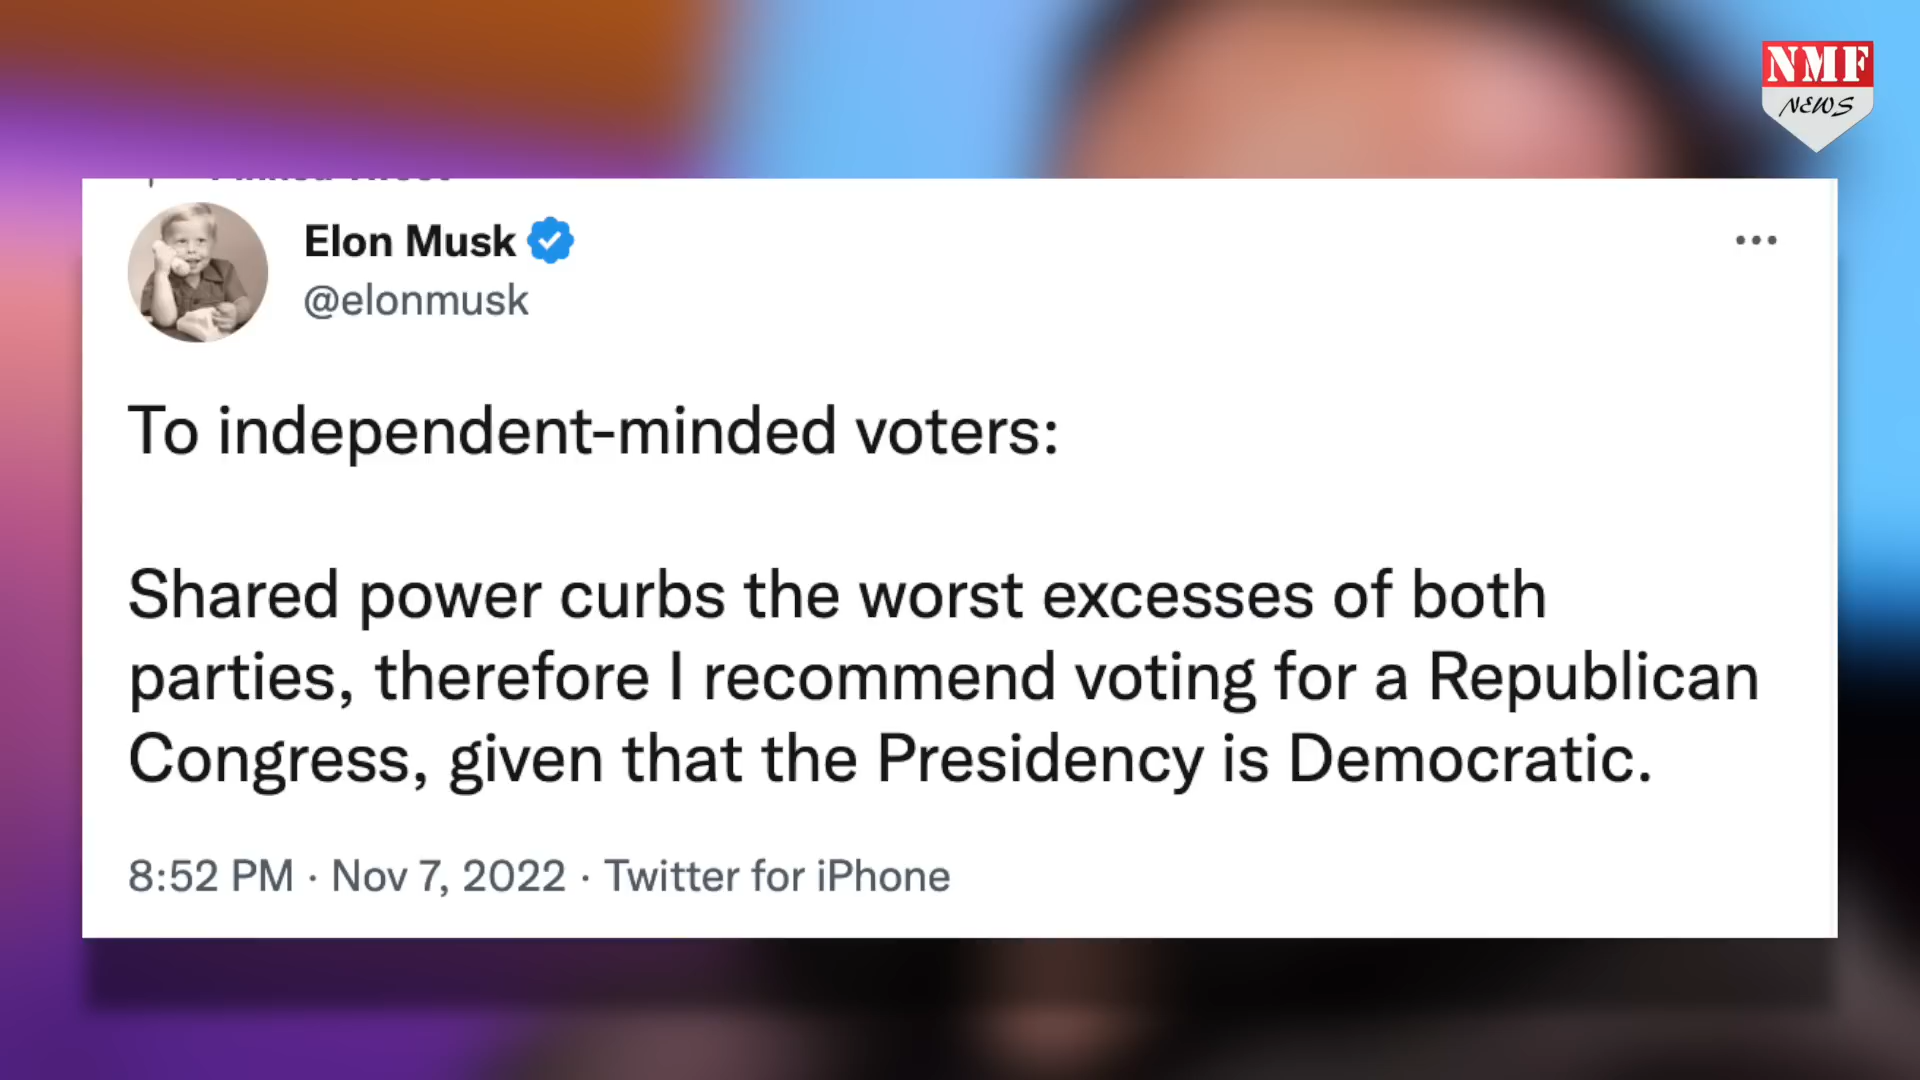 NMF
NEWS
Elon Musk
@elonmusk
To independent-minded voters:
Shared power curbs the worst excesses of both
parties, therefore I recommend voting for a Republican
Congress, given that the Presidency is Democratic.
8:52 PM · Nov 7, 2022 · Twitter for iPhone